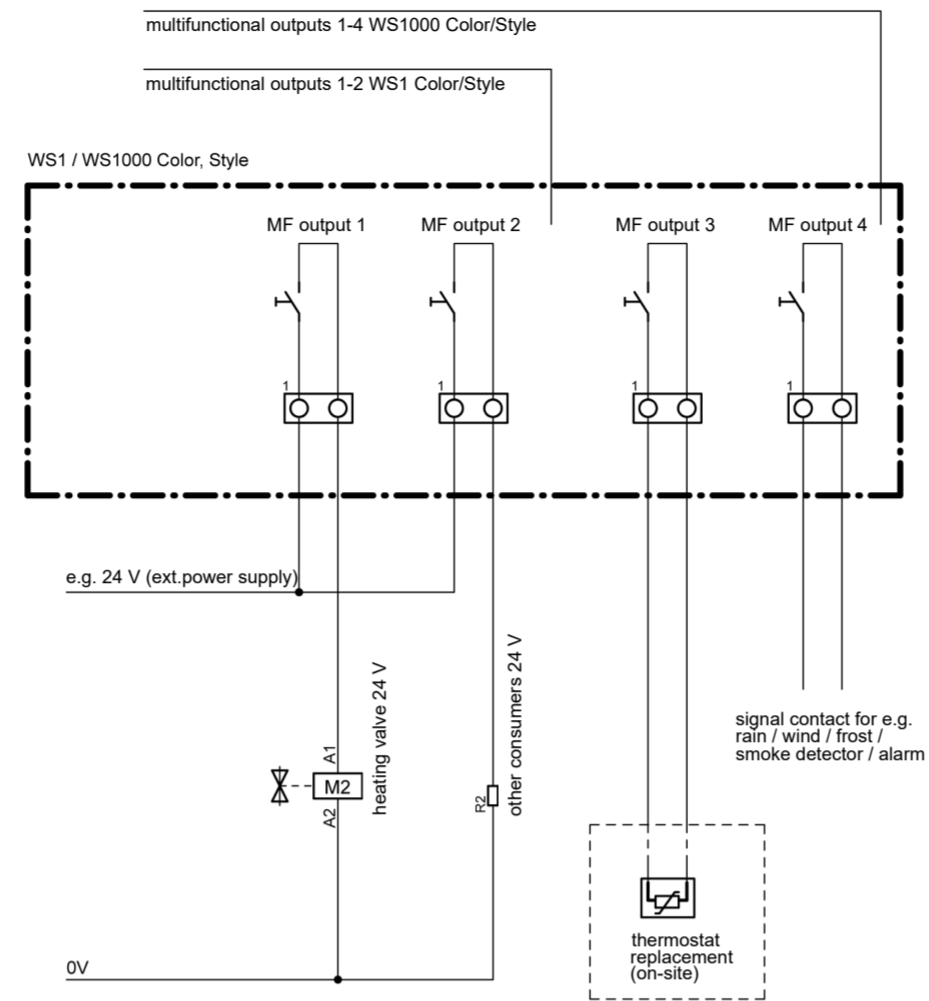 multifunctional outputs 1-4 WS1000 Color/Style
multifunctional outputs 1-2 WS1 Color/Style
WS1 / WS1000 Color, Style
MF output 1
MF output 2
MF output 3
MF output 4
1
1
1
1
e.g. 24 V (ext.power supply)
heating valve 24 V
other consumers 24 V
signal contact for e.g.
rain / wind / frost /
smoke detector / alarm
A1
M2
A2
R2
thermostat
replacement
(on-site)
0V